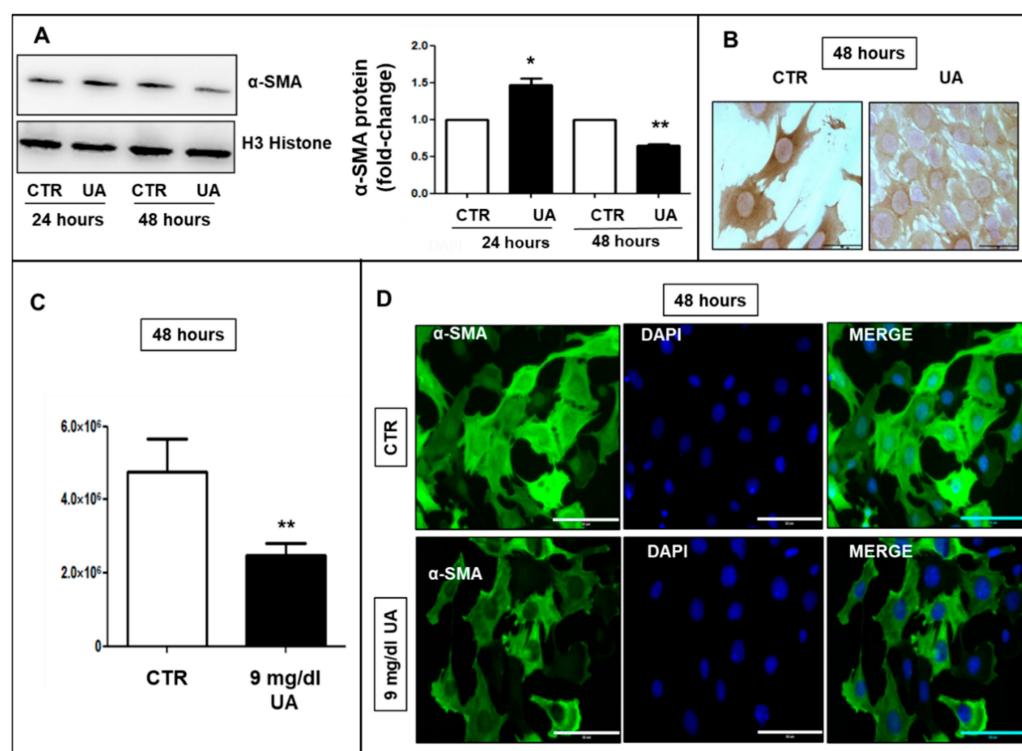 A
α-SMA
H3 Histone
CTR UA CTR UA
24 hours 48 hours
α-SMA protein
(fold-change)
2.0
1.5
1.0
0.5
0.0
*
**
CTR UA CTR UA
24 hours 48 hours
B
48 hours
CTR UA
C
48 hours
6.0×10⁶
4.0×10⁶
2.0×10⁶
0
**
CTR 9 mg/dl
UA
D
48 hours
CTR
α-SMA DAPI MERGE
9 mg/dl UA
α-SMA DAPI MERGE